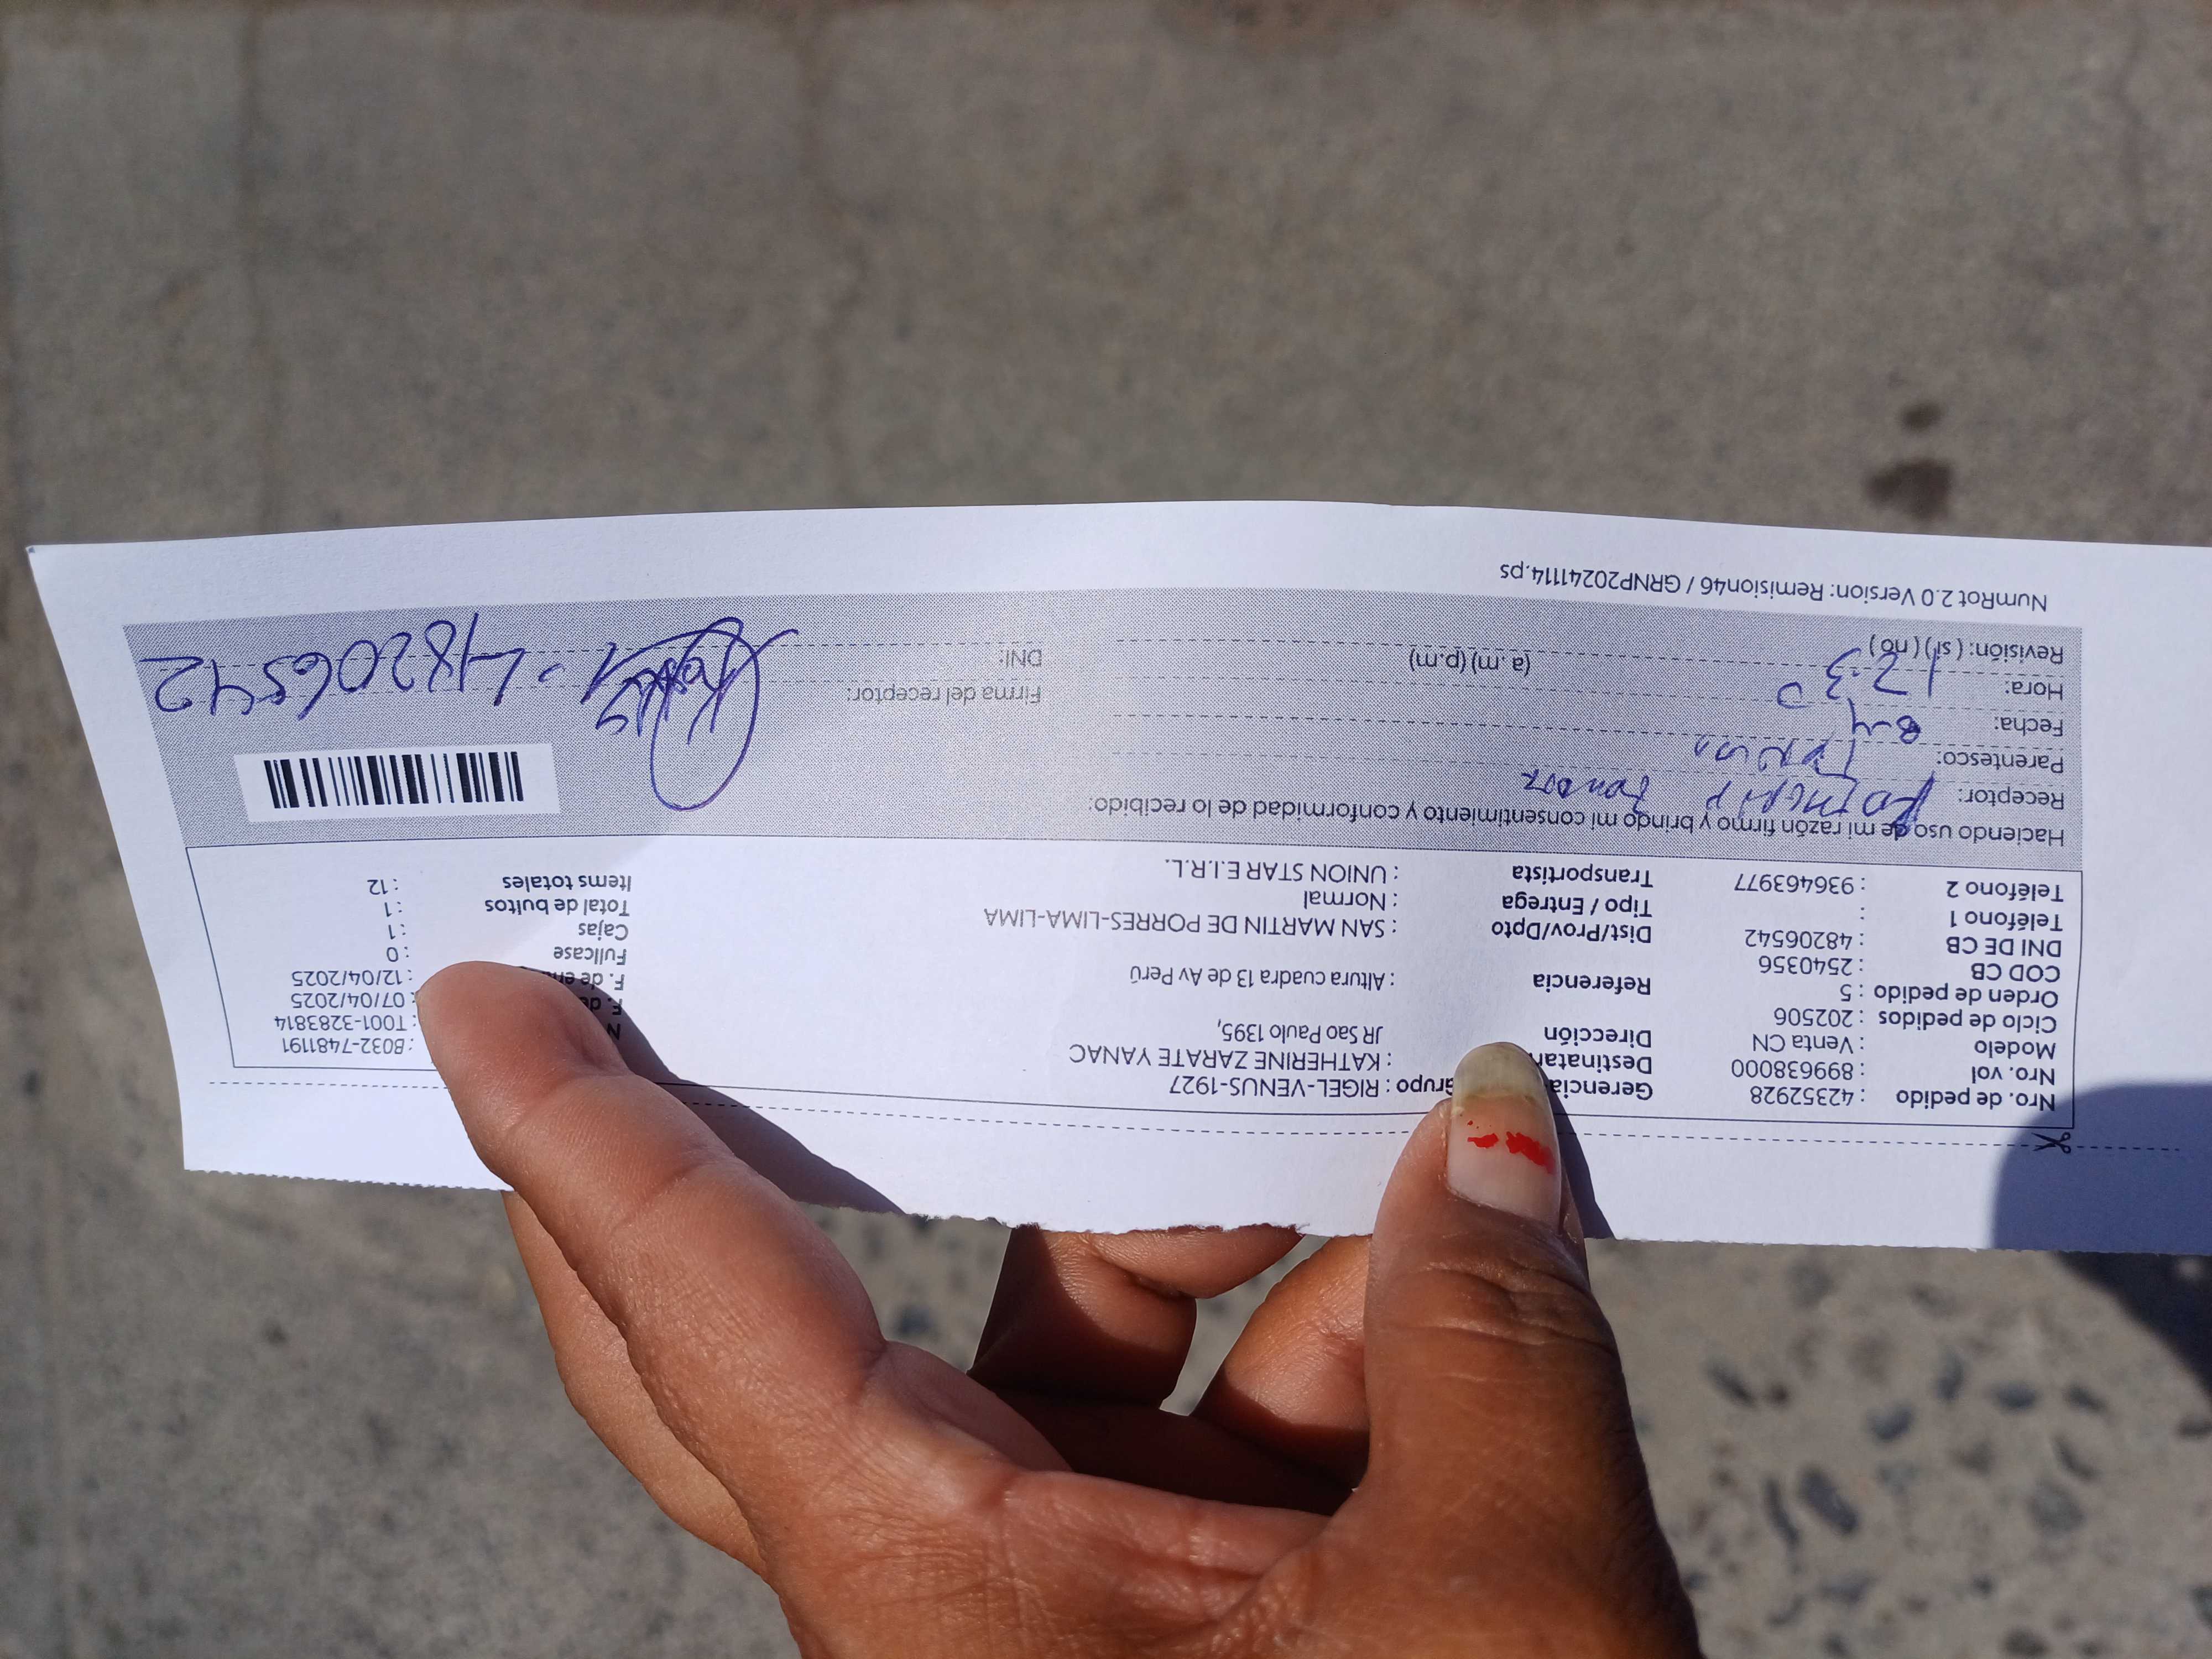 Nro. de pedido : 42352928 Gerencia Grupo : RIGEL-VENUS-1927 : B032-7481191
Nro. vol : 899638000 Destinatar : KATHERINE ZARATE YANAC N : T001-3283814
Modelo : Venta CN Dirección JR Sao Paulo 1395, F. de : 07/04/2025
Ciclo de pedidos : 202506 F. de en : 12/04/2025
Orden de pedido : 5 Referencia : Altura cuadra 13 de Av Perú Fullcase : 0
COD CB : 2540356 Cajas : 1
DNI DE CB : 48206542 Dist/Prov/Dpto : SAN MARTIN DE PORRES-LIMA-LIMA Total de bultos : 1
Teléfono 1 : Tipo / Entrega : Normal Items totales : 12
Teléfono 2 : 936463977 Transportista : UNION STAR E.I.R.L.
Haciendo uso de mi razón firmo y brindo mi consentimiento y conformidad de lo recibido:
Receptor:
Parentesco:
Fecha: 8-4
Hora: 12:30 (a. m) (p.m) Firma del receptor:
Revisión: ( si) ( no ) DNI: 48206542
NumRot 2.0 Version: Remision46 / GRNP20241114.ps